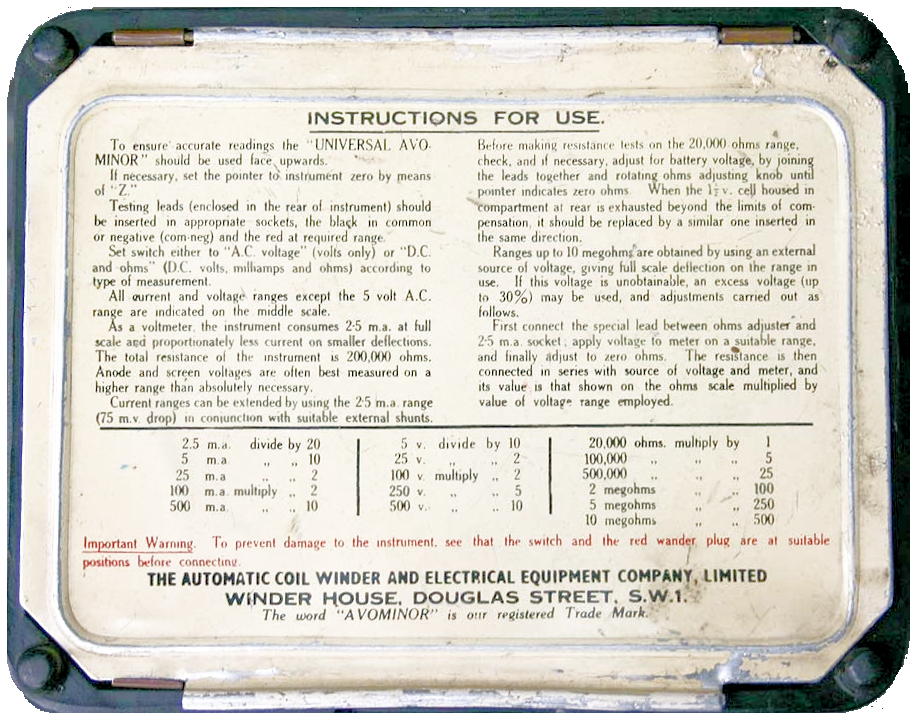 INSTRUCTIONS FOR USE.
To ensure accurate readings the "UNIVERSAL AVO-
MINOR" should be used face upwards.
If necessary, set the pointer to instrument zero by means
of "Z."
Testing leads (enclosed in the rear of instrument) should
be inserted in appropriate sockets, the black in common
or negative (com-neg) and the red at required range.
Set switch either to "A.C. voltage" (volts only) or "D.C.
and ohms" (D.C. volts, milliamps and ohms) according to
type of measurement.
All current and voltage ranges except the 5 volt A.C.
range are indicated on the middle scale.
As a voltmeter, the instrument consumes 2·5 m.a. at full
scale and proportionately less current on smaller deflections.
The total resistance of the instrument is 200,000 ohms.
Anode and screen voltages are often best measured on a
higher range than absolutely necessary.
Current ranges can be extended by using the 2·5 m.a. range
(75 m.v. drop) in conjunction with suitable external shunts.
Before making resistance tests on the 20,000 ohms range,
check, and if necessary, adjust for battery voltage, by joining
the leads together and rotating ohms adjusting knob until
pointer indicates zero ohms. When the 1½ v. cell housed in
compartment at rear is exhausted beyond the limits of com-
pensation, it should be replaced by a similar one inserted in
the same direction.
Ranges up to 10 megohms are obtained by using an external
source of voltage, giving full scale deflection on the range in
use. If this voltage is unobtainable, an excess voltage (up
to 30%) may be used, and adjustments carried out as
follows.
First connect the special lead between ohms adjuster and
2·5 m.a. socket; apply voltage to meter on a suitable range,
and finally adjust to zero ohms. The resistance is then
connected in series with source of voltage and meter, and
its value is that shown on the ohms scale multiplied by
value of voltage range employed.
2.5 m.a. divide by 20
5 m.a. ,, ,, 10
25 m.a. ,, ,, 2
100 m.a. multiply ,, 2
500 m.a. ,, ,, 10
5 v. divide by 10
25 v. ,, ,, 2
100 v. multiply ,, 2
250 v. ,, ,, 5
500 v. ,, ,, 10
20,000 ohms. multiply by 1
100,000 ,, ,, ,, 5
500,000 ,, ,, ,, 25
2 megohms ,, ,, 100
5 megohms ,, ,, 250
10 megohms ,, ,, 500
Important Warning. To prevent damage to the instrument, see that the switch and the red wander plug are at suitable
positions before connecting.
THE AUTOMATIC COIL WINDER AND ELECTRICAL EQUIPMENT COMPANY, LIMITED
WINDER HOUSE, DOUGLAS STREET, S.W.1.
The word "AVOMINOR" is our registered Trade Mark.